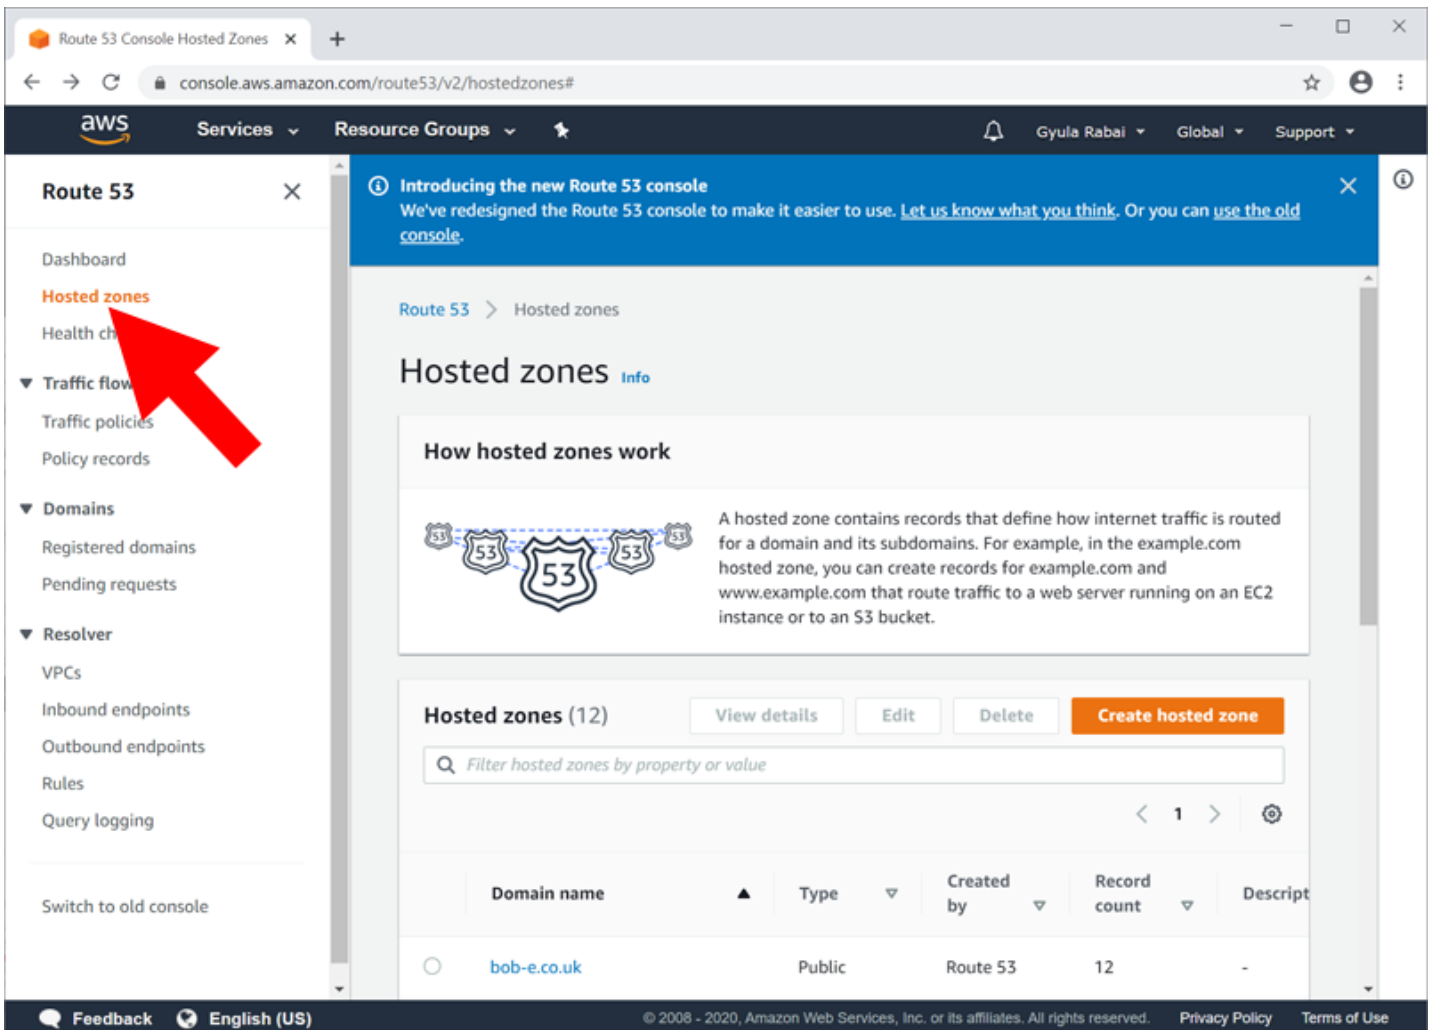 Route 53 Console Hosted Zones
console.aws.amazon.com/route53/v2/hostedzones#
aws Services Resource Groups Gyula Rabai Global Support
Route 53
Dashboard
Hosted zones
Health ch
Traffic flow
Traffic policies
Policy records
Domains
Registered domains
Pending requests
Resolver
VPCs
Inbound endpoints
Outbound endpoints
Rules
Query logging
Switch to old console
Introducing the new Route 53 console
We've redesigned the Route 53 console to make it easier to use. Let us know what you think. Or you can use the old
console.
Route 53 > Hosted zones
Hosted zones Info
How hosted zones work
53 53 53 53 53
A hosted zone contains records that define how internet traffic is routed
for a domain and its subdomains. For example, in the example.com
hosted zone, you can create records for example.com and
www.example.com that route traffic to a web server running on an EC2
instance or to an S3 bucket.
Hosted zones (12) View details Edit Delete Create hosted zone
Filter hosted zones by property or value
< 1 >
Domain name Type Created by Record count Descript
bob-e.co.uk Public Route 53 12 -
Feedback English (US) © 2008 - 2020, Amazon Web Services, Inc. or its affiliates. All rights reserved. Privacy Policy Terms of Use